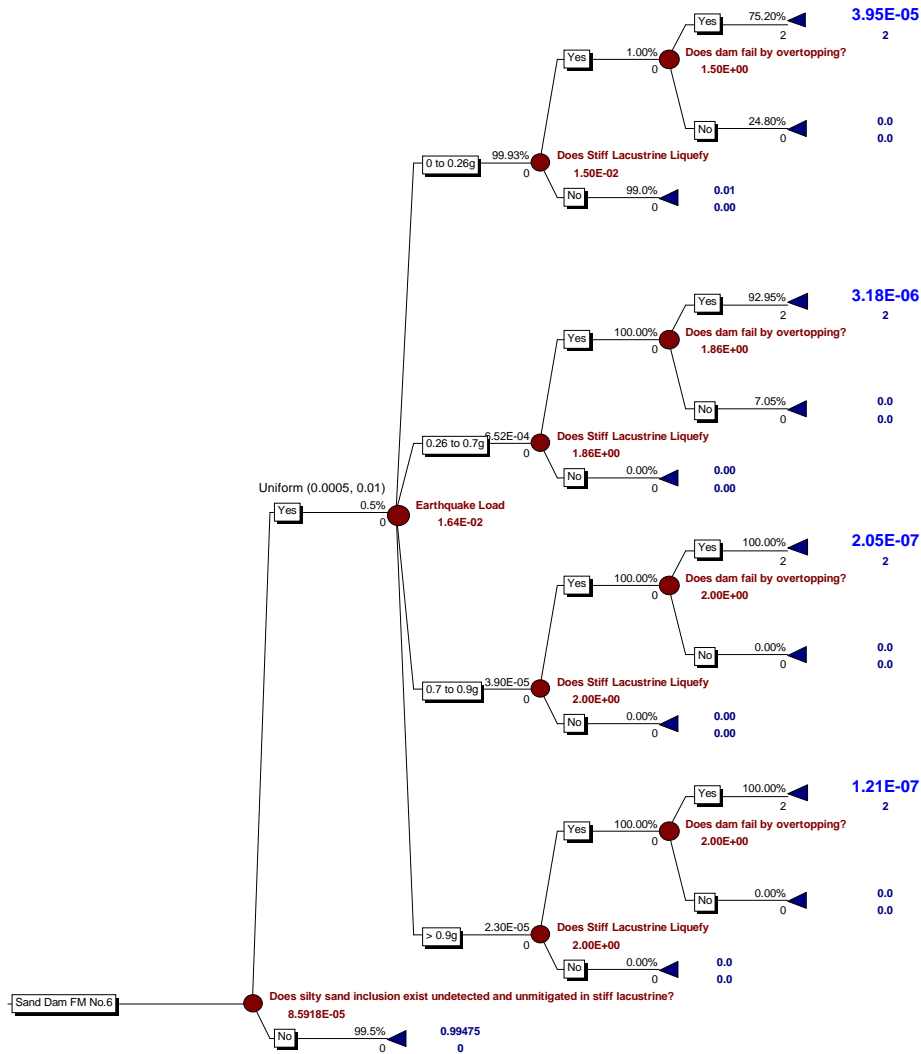 Yes 75.20% 3.95E-05
2 2
Yes 1.00% Does dam fail by overtopping?
0 1.50E+00
No 24.80% 0.0
0 0.0
0 to 0.26g 99.93% Does Stiff Lacustrine Liquefy
0 1.50E-02
No 99.0% 0.01
0 0.00
Yes 92.95% 3.18E-06
2 2
Yes 100.00% Does dam fail by overtopping?
0 1.86E+00
No 7.05% 0.0
0 0.0
0.26 to 0.7g 6.52E-04 Does Stiff Lacustrine Liquefy
0 1.86E+00
No 0.00% 0.00
0 0.00
Uniform (0.0005, 0.01)
Yes 0.5% Earthquake Load
0 1.64E-02
Yes 100.00% 2.05E-07
2 2
Yes 100.00% Does dam fail by overtopping?
0 2.00E+00
No 0.00% 0.0
0 0.0
0.7 to 0.9g 3.90E-05 Does Stiff Lacustrine Liquefy
0 2.00E+00
No 0.00% 0.00
0 0.00
Yes 100.00% 1.21E-07
2 2
Yes 100.00% Does dam fail by overtopping?
0 2.00E+00
No 0.00% 0.0
0 0.0
> 0.9g 2.30E-05 Does Stiff Lacustrine Liquefy
0 2.00E+00
No 0.00% 0.0
0 0.0
Sand Dam FM No.6 Does silty sand inclusion exist undetected and unmitigated in stiff lacustrine?
8.5918E-05
No 99.5% 0.99475
0 0